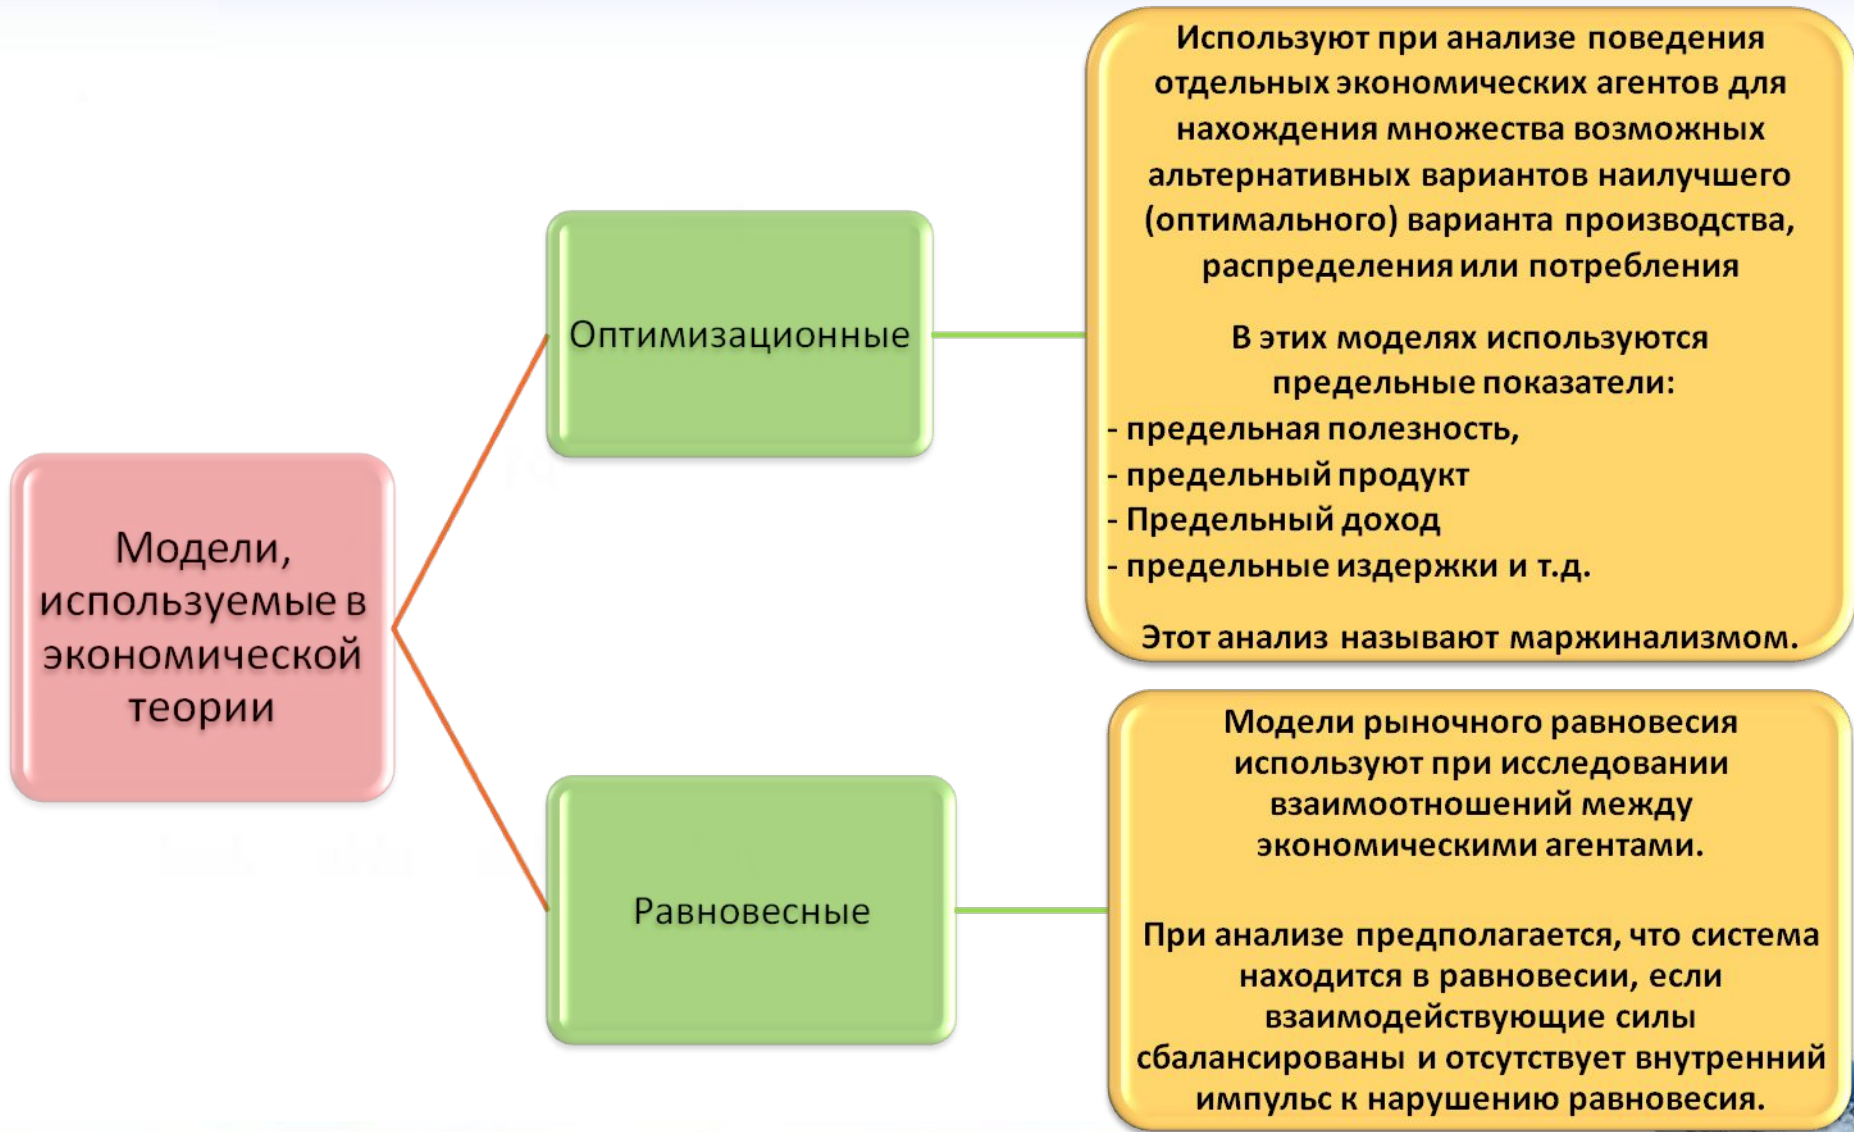 Модели,
используемые в
экономической
теории
Оптимизационные
Используют при анализе поведения
отдельных экономических агентов для
нахождения множества возможных
альтернативных вариантов наилучшего
(оптимального) варианта производства,
распределения или потребления
В этих моделях используются
предельные показатели:
- предельная полезность,
- предельный продукт
- Предельный доход
- предельные издержки и т.д.
Этот анализ называют маржинализмом.
Равновесные
Модели рыночного равновесия
используют при исследовании
взаимоотношений между
экономическими агентами.
При анализе предполагается, что система
находится в равновесии, если
взаимодействующие силы
сбалансированы и отсутствует внутренний
импульс к нарушению равновесия.